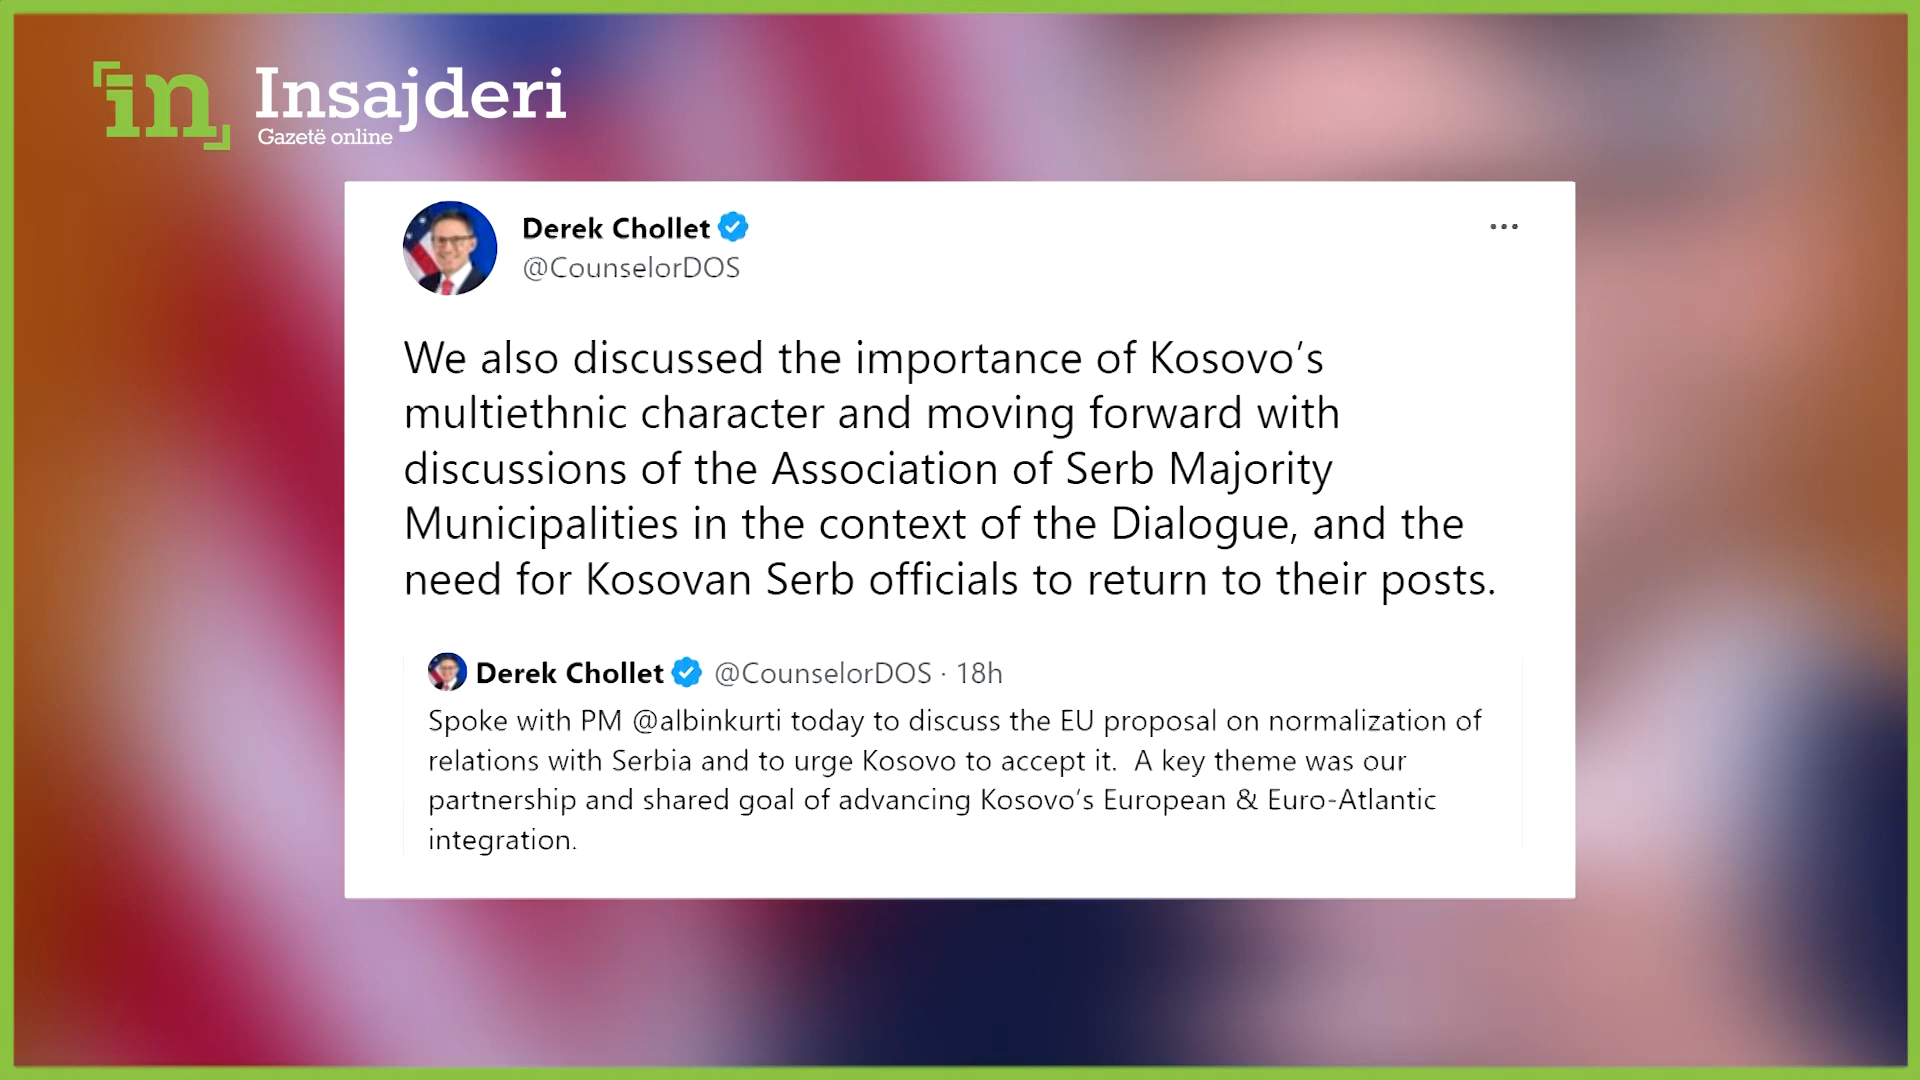 in Insajderi
Gazetë online
Derek Chollet
@CounselorDOS
We also discussed the importance of Kosovo’s
multiethnic character and moving forward with
discussions of the Association of Serb Majority
Municipalities in the context of the Dialogue, and the
need for Kosovan Serb officials to return to their posts.
Derek Chollet @CounselorDOS · 18h
Spoke with PM @albinkurti today to discuss the EU proposal on normalization of
relations with Serbia and to urge Kosovo to accept it.  A key theme was our
partnership and shared goal of advancing Kosovo’s European & Euro-Atlantic
integration.